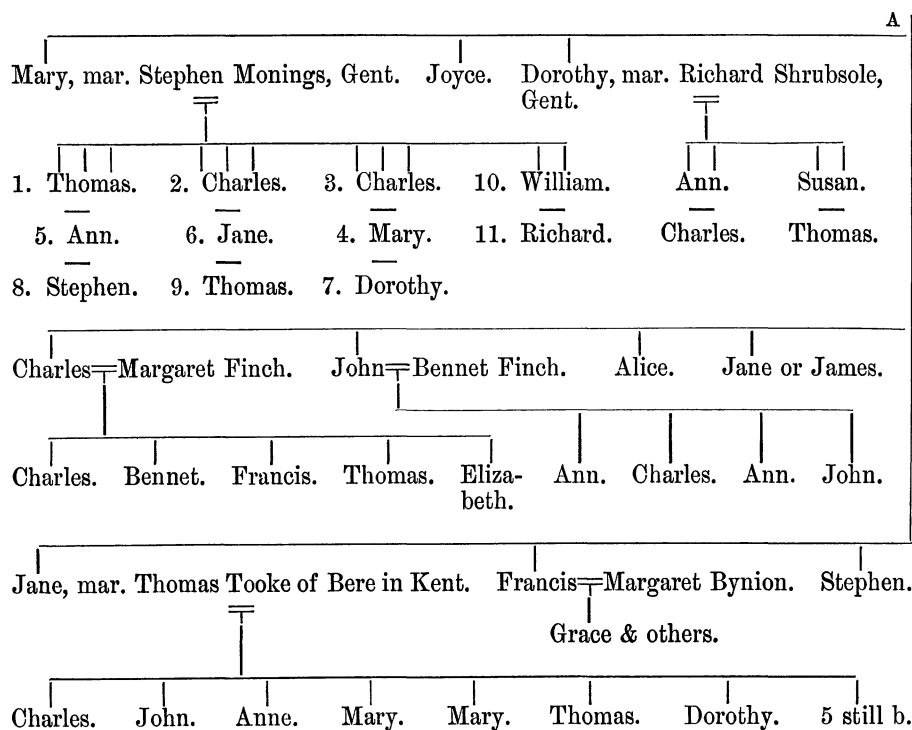 A
Mary, mar. Stephen Monings, Gent. Joyce. Dorothy, mar. Richard Shrubsole,
Gent.
1. Thomas. 2. Charles. 3. Charles. 10. William. Ann. Susan.
5. Ann. 6. Jane. 4. Mary. 11. Richard. Charles. Thomas.
8. Stephen. 9. Thomas. 7. Dorothy.
Charles Margaret Finch. John Bennet Finch. Alice. Jane or James.
Charles. Bennet. Francis. Thomas. Eliza- Ann. Charles. Ann. John.
beth.
Jane, mar. Thomas Tooke of Bere in Kent. Francis Margaret Bynion. Stephen.
Grace & others.
Charles. John. Anne. Mary. Mary. Thomas. Dorothy. 5 still b.